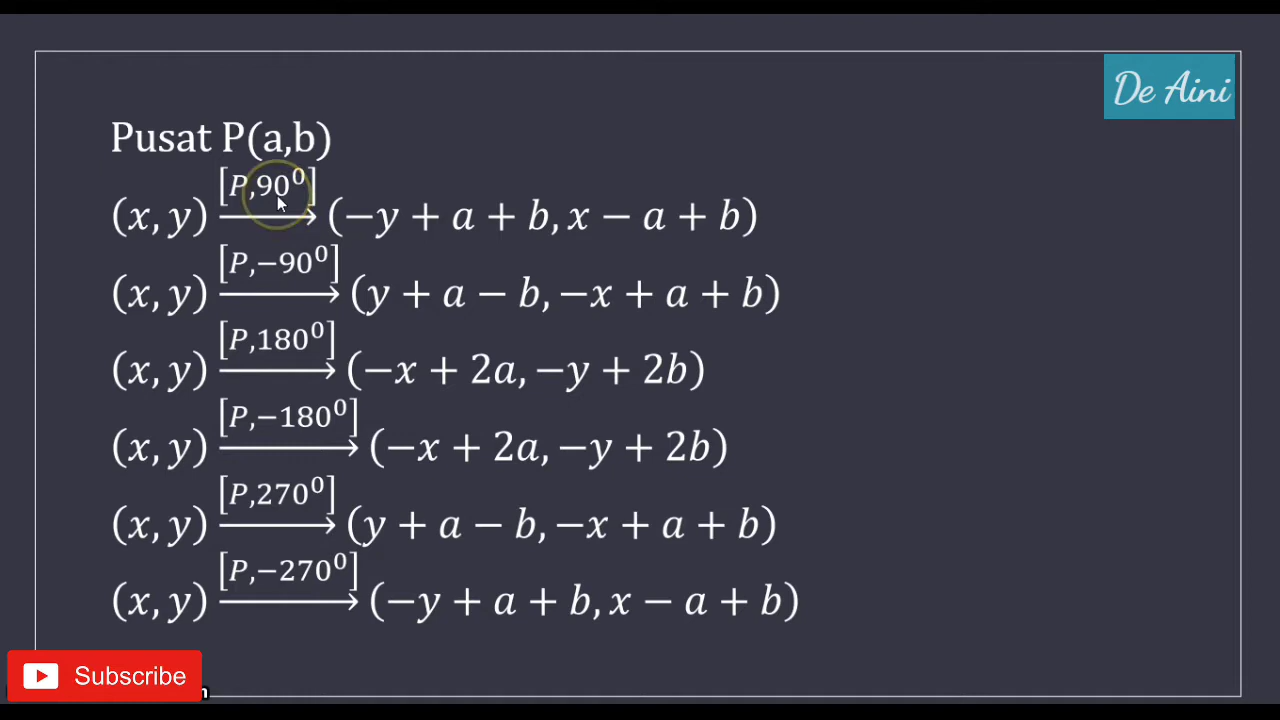 De Aini
Pusat P(a,b)
[P,90⁰]
(x, y) ⟶ (−y + a + b, x − a + b)
[P,−90⁰]
(x, y) ⟶ (y + a − b, −x + a + b)
[P,180⁰]
(x, y) ⟶ (−x + 2a, −y + 2b)
[P,−180⁰]
(x, y) ⟶ (−x + 2a, −y + 2b)
[P,270⁰]
(x, y) ⟶ (y + a − b, −x + a + b)
[P,−270⁰]
(x, y) ⟶ (−y + a + b, x − a + b)
Subscribe